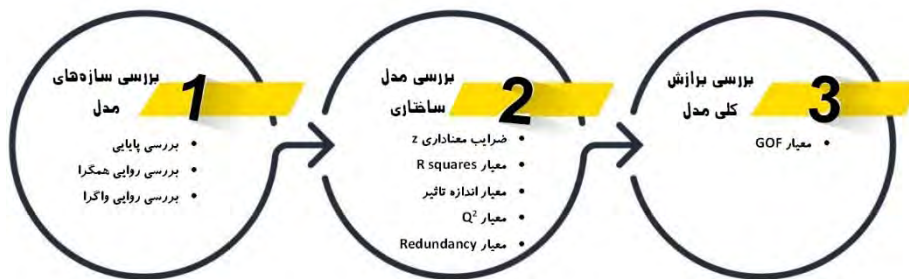 1
بررسی سازه‌های
مدل
• بررسی پایایی
• بررسی روایی همگرا
• بررسی روایی واگرا
2
بررسی مدل
ساختاری
• ضرایب معناداری z
• معیار R squares
• معیار اندازه تاثیر
• معیار Q²
• معیار Redundancy
3
بررسی برازش
کلی مدل
• معیار GOF